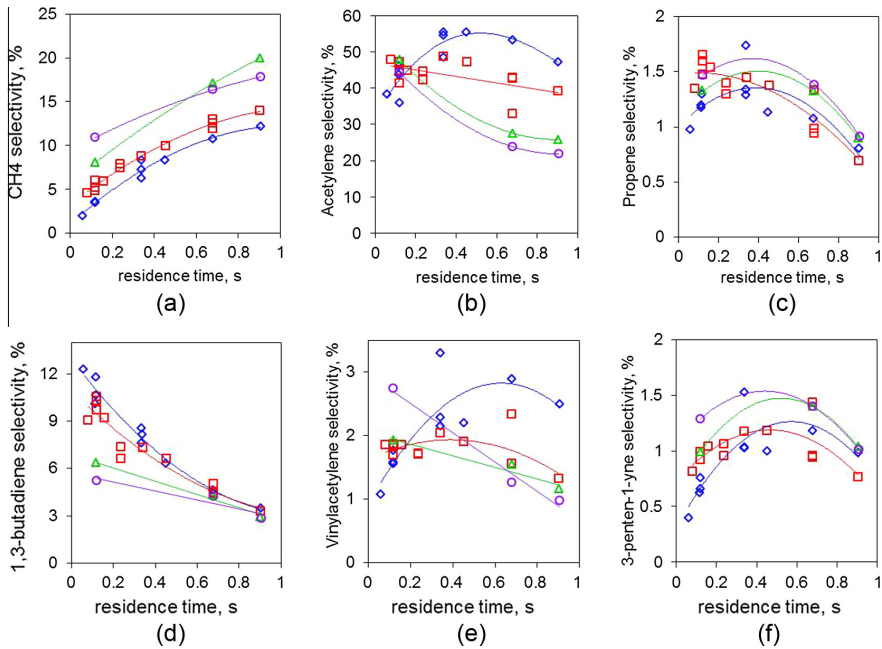 CH4 selectivity, %
25
20
15
10
5
0
0 0.2 0.4 0.6 0.8 1
residence time, s
(a)
Acetylene selectivity, %
60
50
40
30
20
10
0
0 0.2 0.4 0.6 0.8 1
residence time, s
(b)
Propene selectivity, %
2
1.5
1
0.5
0
0 0.2 0.4 0.6 0.8 1
residence time, s
(c)
1,3-butadiene selectivity, %
12
9
6
3
0
0 0.2 0.4 0.6 0.8 1
residence time, s
(d)
Vinylacetylene selectivity, %
3
2
1
0
0 0.2 0.4 0.6 0.8 1
residence time, s
(e)
3-penten-1-yne selectivity, %
2
1.5
1
0.5
0
0 0.2 0.4 0.6 0.8 1
residence time, s
(f)